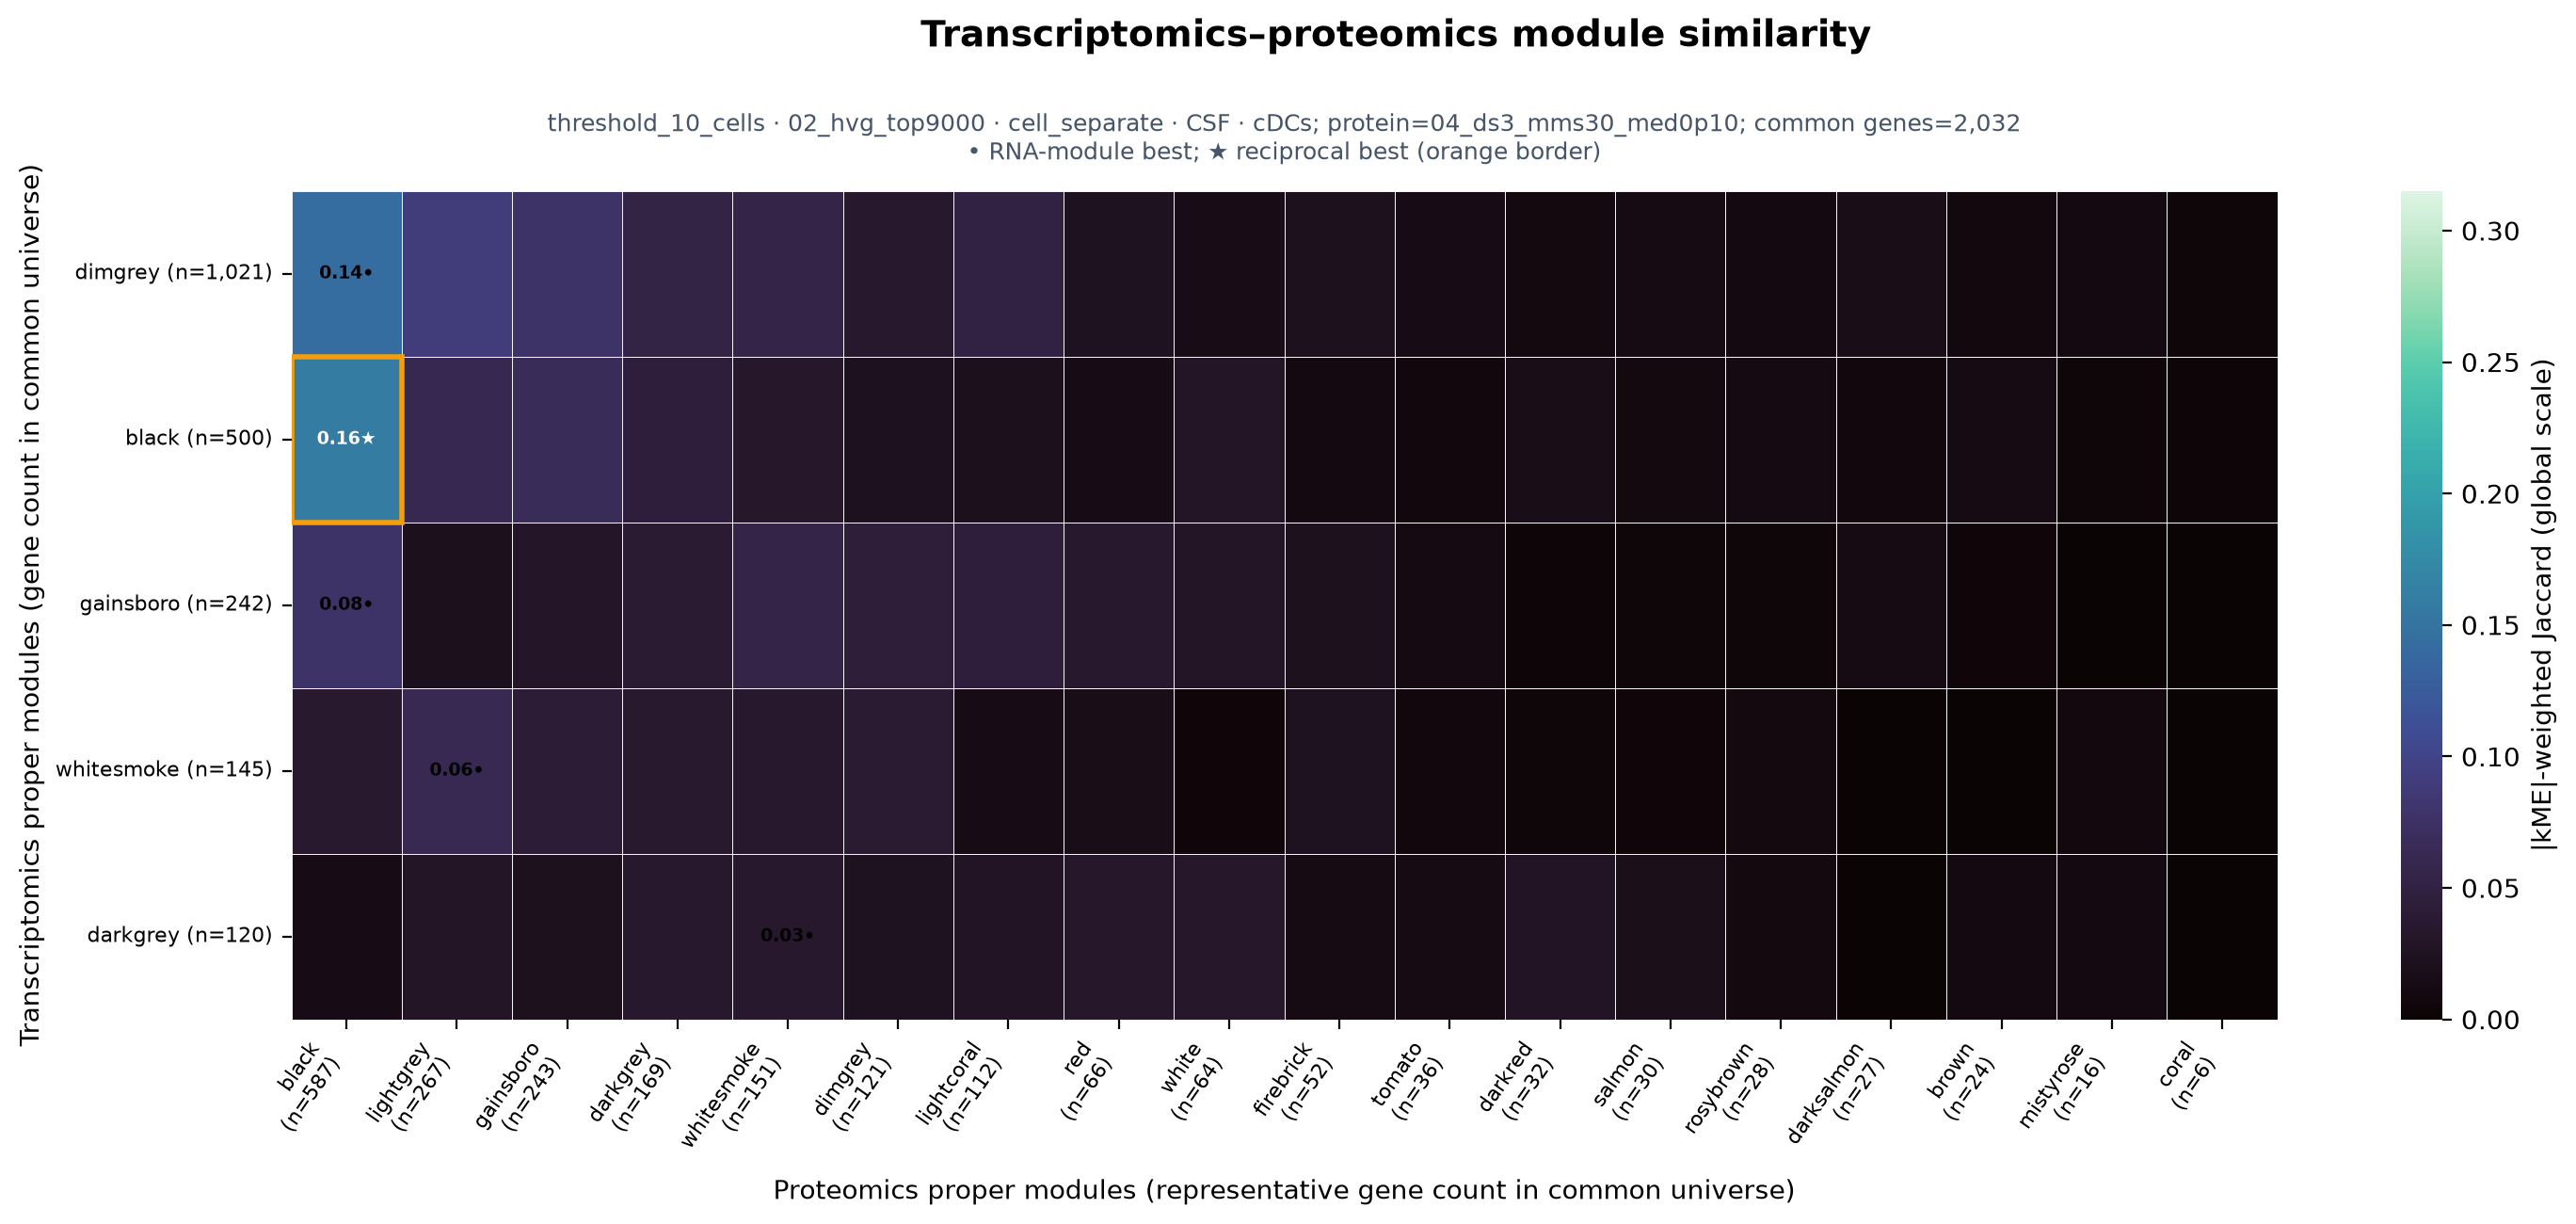 Transcriptomics–proteomics module similarity
threshold_10_cells · 02_hvg_top9000 · cell_separate · CSF · cDCs; protein=04_ds3_mms30_med0p10; common genes=2,032
• RNA-module best; ★ reciprocal best (orange border)
Transcriptomics proper modules (gene count in common universe)
dimgrey (n=1,021)
black (n=500)
gainsboro (n=242)
whitesmoke (n=145)
darkgrey (n=120)
0.14•
0.16★
0.08•
0.06•
0.03•
black
(n=587)
lightgrey
(n=267)
gainsboro
(n=243)
darkgrey
(n=169)
whitesmoke
(n=151)
dimgrey
(n=121)
lightcoral
(n=112)
red
(n=66)
white
(n=64)
firebrick
(n=52)
tomato
(n=36)
darkred
(n=32)
salmon
(n=30)
rosybrown
(n=28)
darksalmon
(n=27)
brown
(n=24)
mistyrose
(n=16)
coral
(n=6)
Proteomics proper modules (representative gene count in common universe)
0.30
0.25
0.20
0.15
0.10
0.05
0.00
|kME|-weighted Jaccard (global scale)